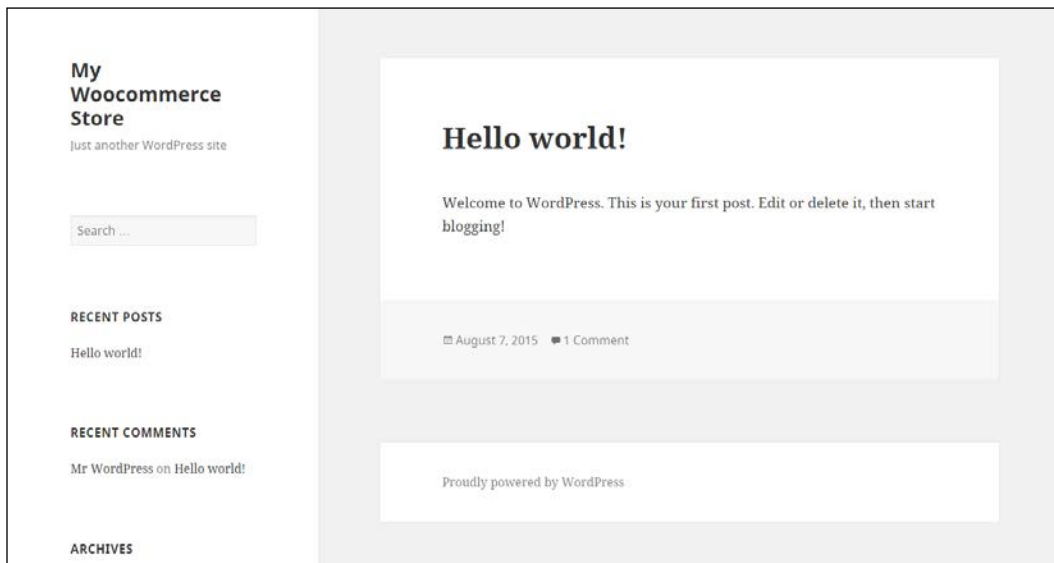 My
Woocommerce
Store
Just another WordPress site
Search ...
RECENT POSTS
Hello world!
RECENT COMMENTS
Mr WordPress on Hello world!
ARCHIVES
Hello world!
Welcome to WordPress. This is your first post. Edit or delete it, then start
blogging!
August 7, 2015 1 Comment
Proudly powered by WordPress